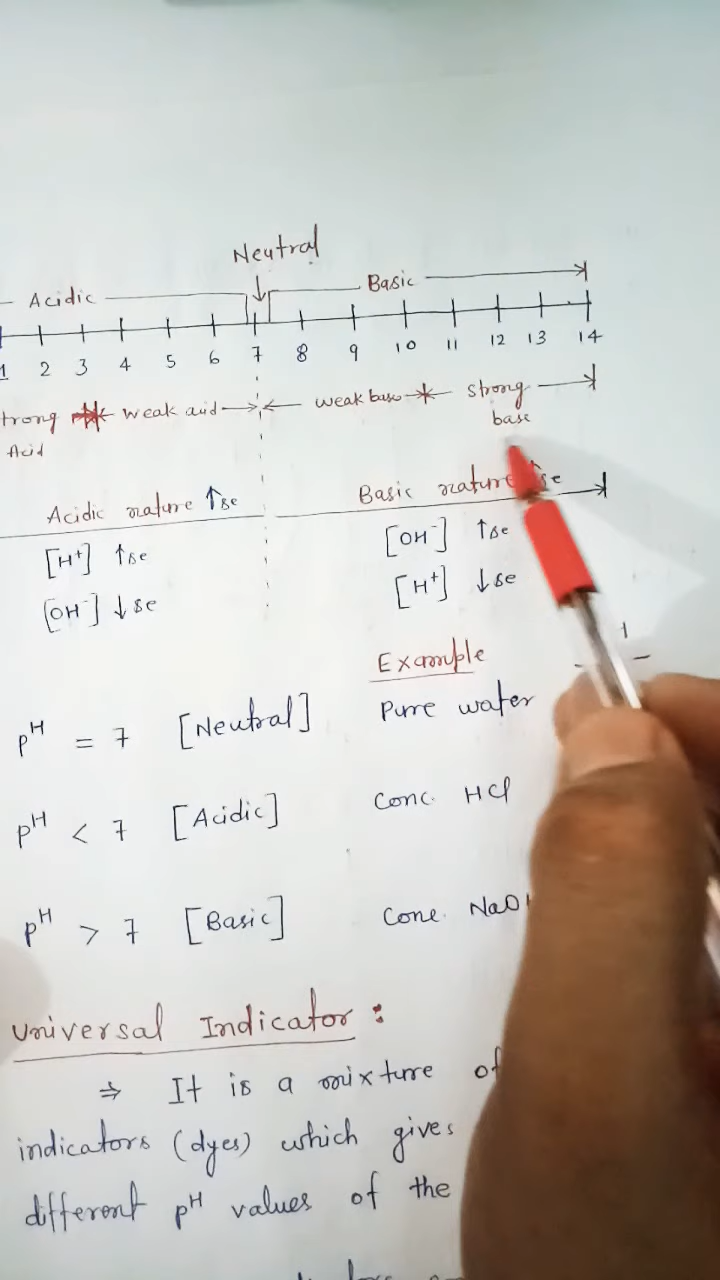 Neutral
Acidic
Basic
1 2 3 4 5 6 7 8 9 10 11 12 13 14
trong weak acid weak base strong
Acid base
Acidic nature ↑se Basic nature ↑se
[H⁺] ↑se [OH⁻] ↑se
[OH⁻] ↓se [H⁺] ↓se
Example
pH = 7 [Neutral] Pure water
pH < 7 [Acidic] Conc. HCl
pH > 7 [Basic] Conc. NaO
Universal Indicator :
⇒ It is a mixture of
indicators (dyes) which gives
different pH values of the